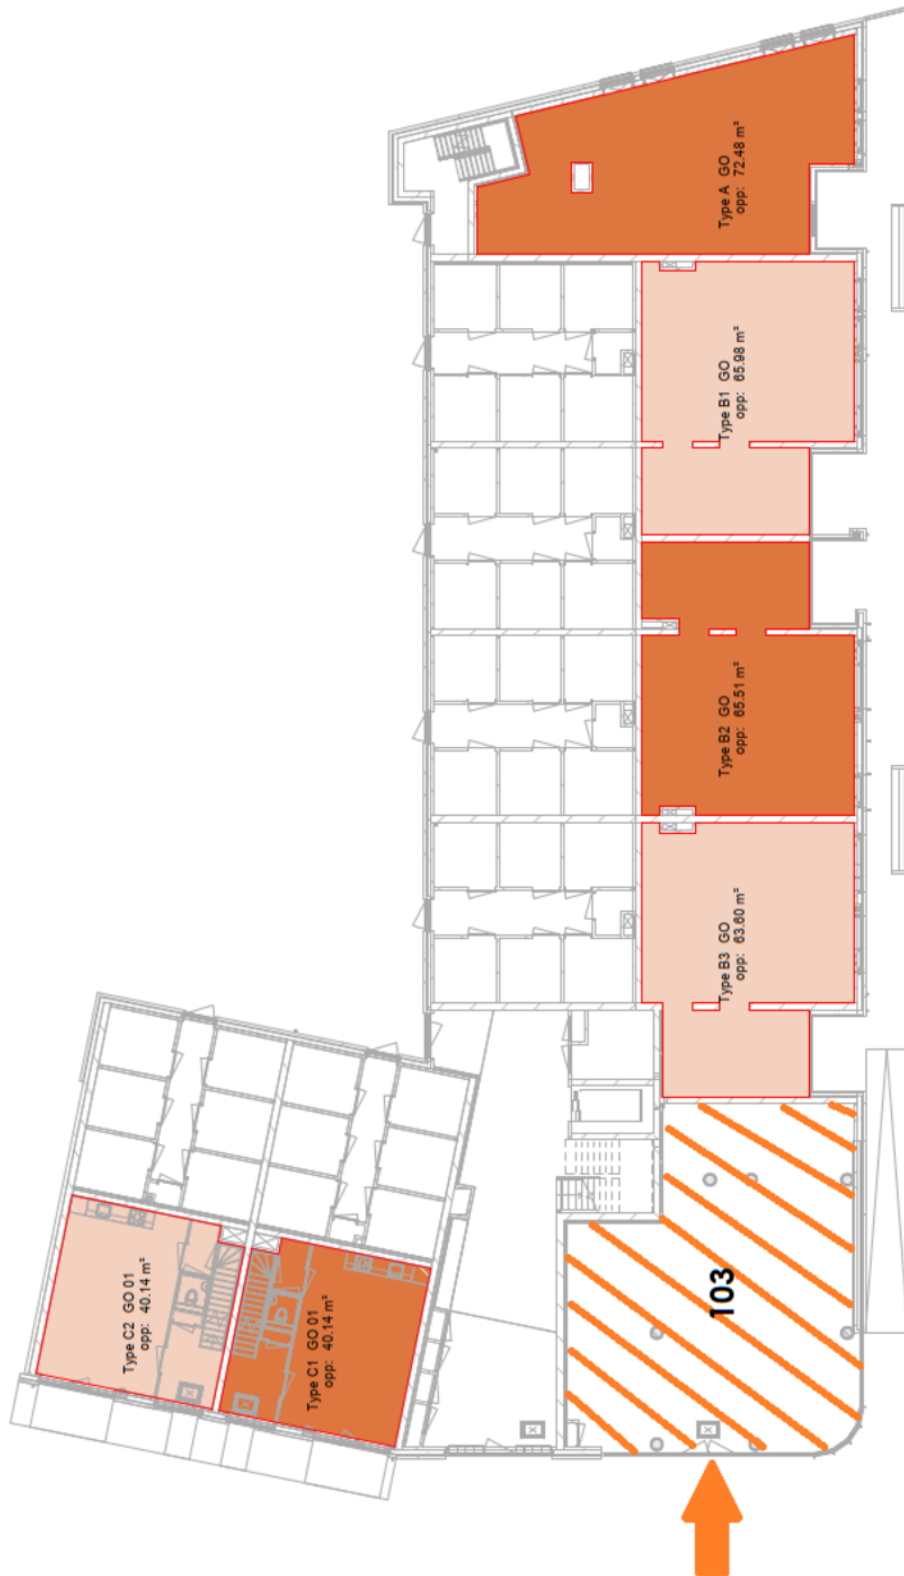 Type A GO
opp: 72.48 m²
Type B1 GO
opp: 65.98 m²
Type B2 GO
opp: 65.51 m²
Type B3 GO
opp: 63.60 m²
Type C2 GO 01
opp: 40.14 m²
Type C1 GO 01
opp: 40.14 m²
103